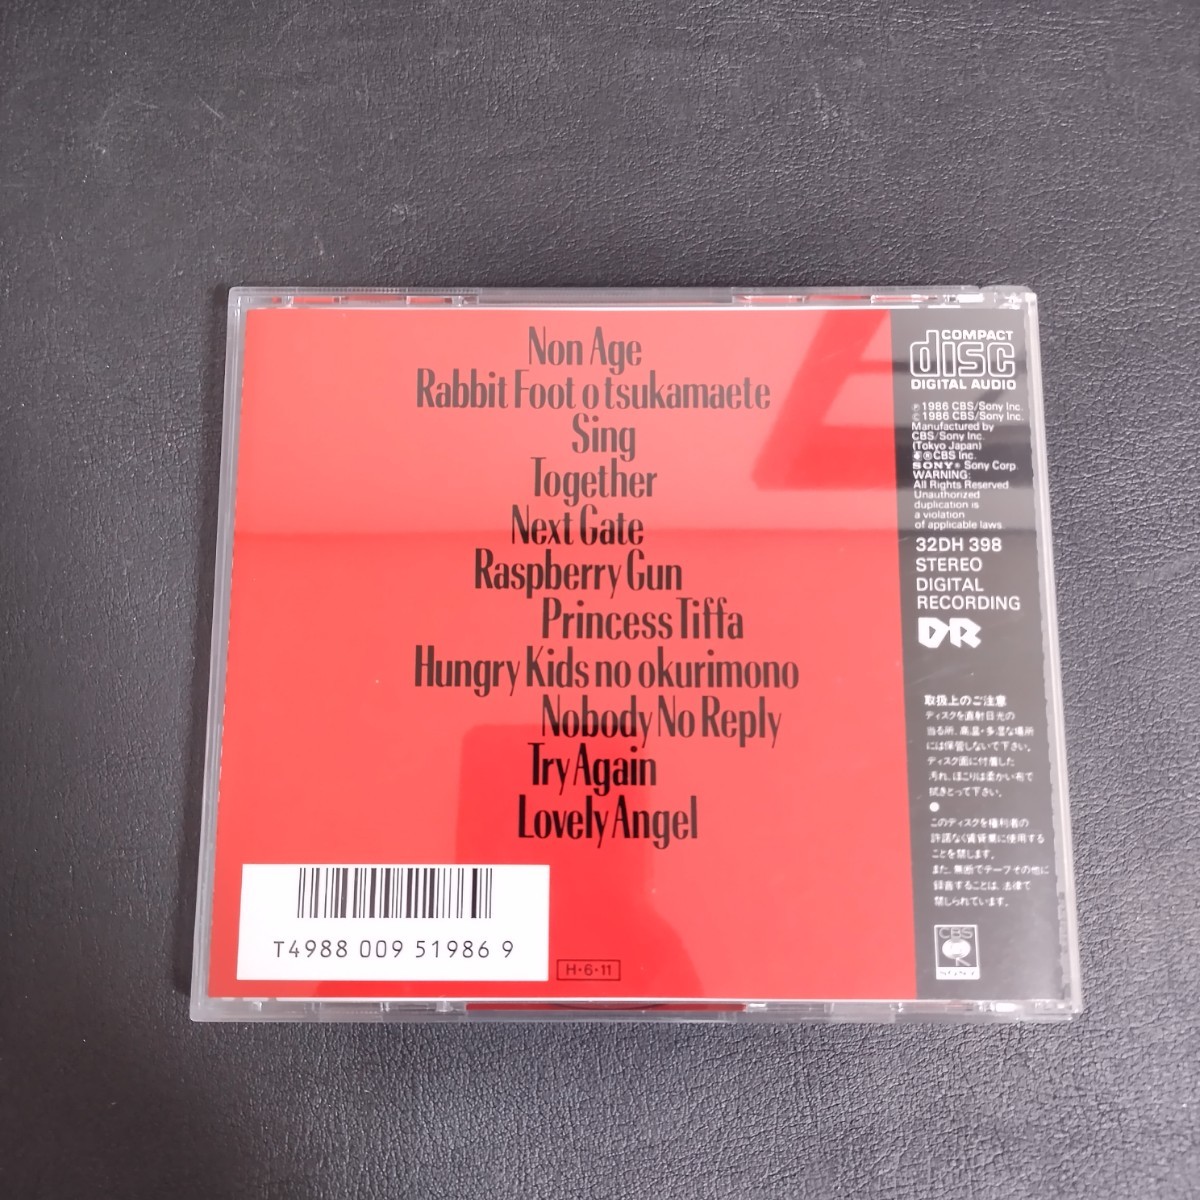 Non Age
Rabbit Foot o tsukamaete
Sing
Together
Next Gate
Raspberry Gun
Princess Tiffa
Hungry Kids no okurimono
Nobody No Reply
Try Again
Lovely Angel
T4988 009 51986 9
H·6·11
COMPACT
disc
DIGITAL AUDIO
℗1986 CBS/Sony Inc.
©1986 CBS/Sony Inc.
Manufactured by
CBS/Sony Inc.
(Tokyo Japan)
®CBS Inc.
SONY® Sony Corp.
WARNING:
All Rights Reserved.
Unauthorized
duplication is
a violation
of applicable laws.
32DH 398
STEREO
DIGITAL
RECORDING
DR
取扱上のご注意
ディスクを直射日光の
当る所、高温・多湿な場所
には保管しないで下さい。
ディスク面に付着した
汚れ、ほこりは柔かい布で
拭きとって下さい。
●
このディスクを権利者の
許諾なく賃貸業に使用する
ことを禁じます。
また、無断でテープその他に
録音することは、法律で
禁じられています。
CBS
SONY